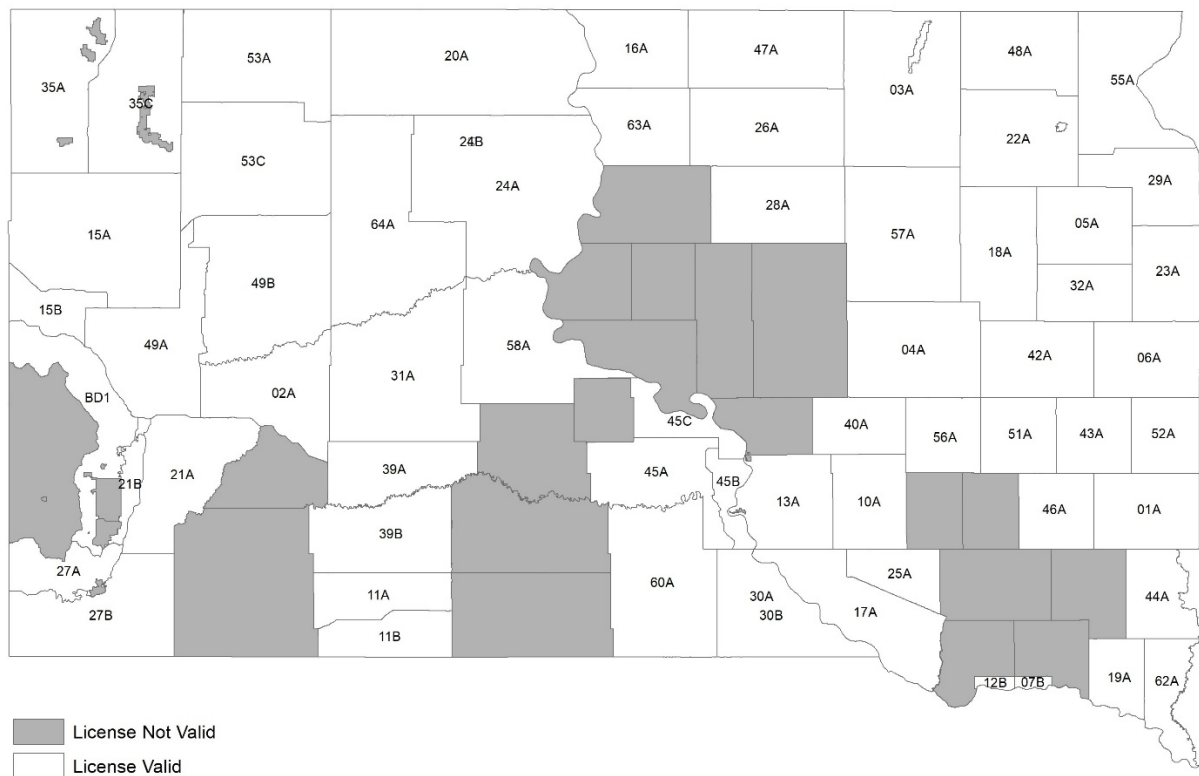 16A
47A
48A
53A
20A
55A
35A
03A
35C
63A
26A
22A
24B
53C
29A
24A
28A
05A
64A
57A
15A
18A
23A
49B
32A
15B
58A
49A
04A
42A
06A
31A
02A
BD1
45C
40A
56A
51A
43A
52A
39A
45A
21A
21B
45B
13A
10A
46A
01A
39B
27A
25A
60A
11A
30A
44A
17A
27B
30B
11B
19A
62A
12B
07B
License Not Valid
License Valid